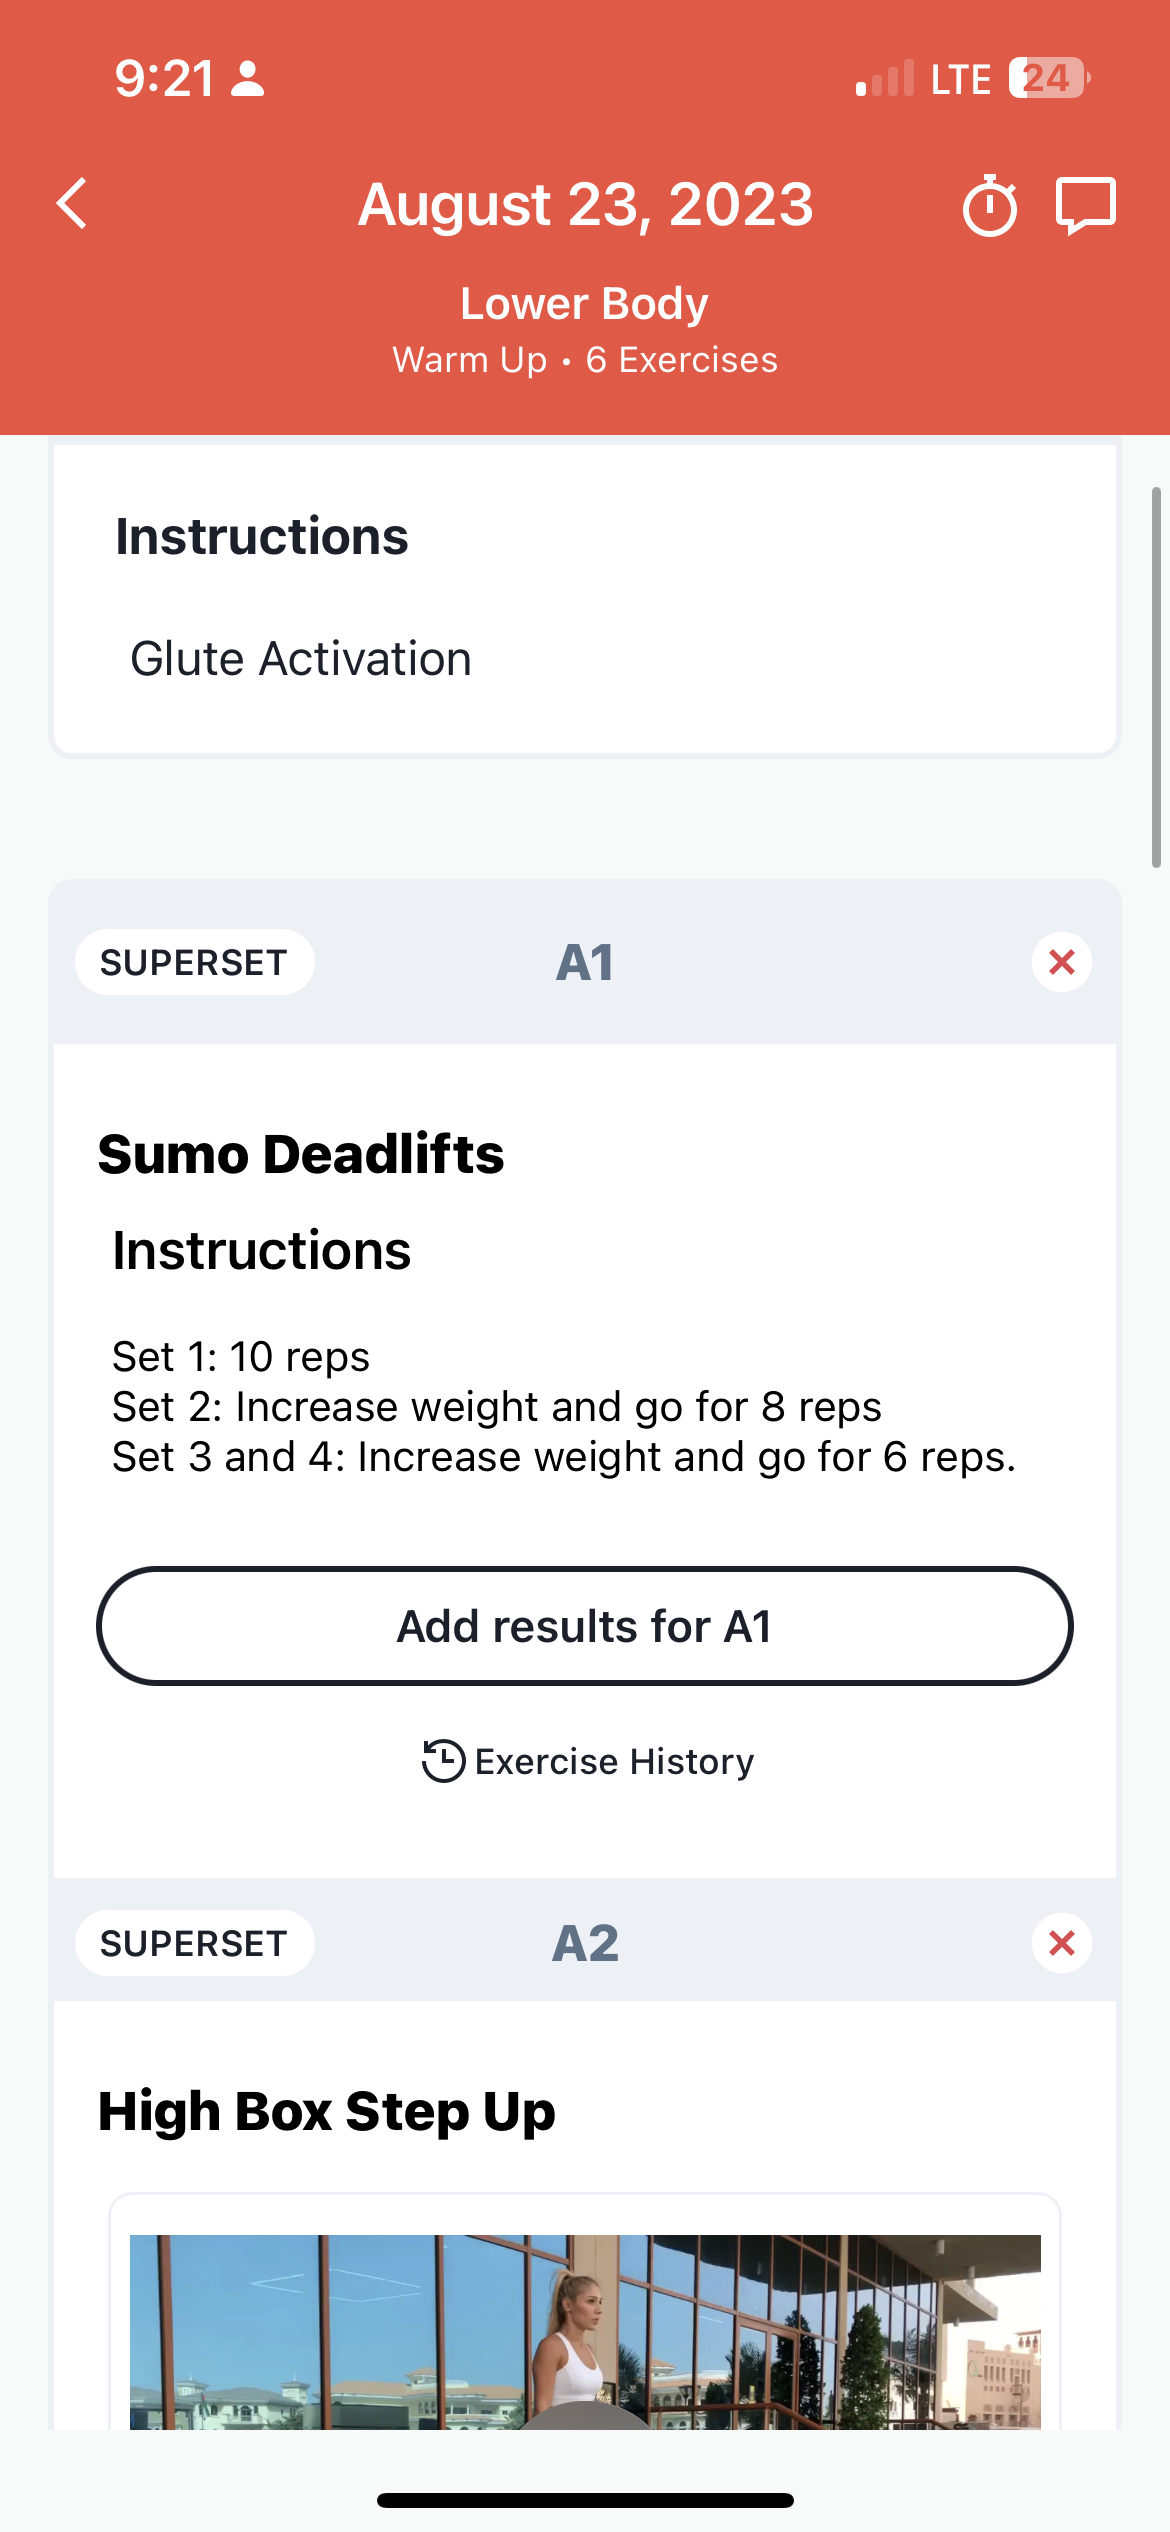 9:21
LTE 24
August 23, 2023
Lower Body
Warm Up • 6 Exercises
Instructions
Glute Activation
SUPERSET A1
Sumo Deadlifts
Instructions
Set 1: 10 reps
Set 2: Increase weight and go for 8 reps
Set 3 and 4: Increase weight and go for 6 reps.
Add results for A1
Exercise History
SUPERSET A2
High Box Step Up